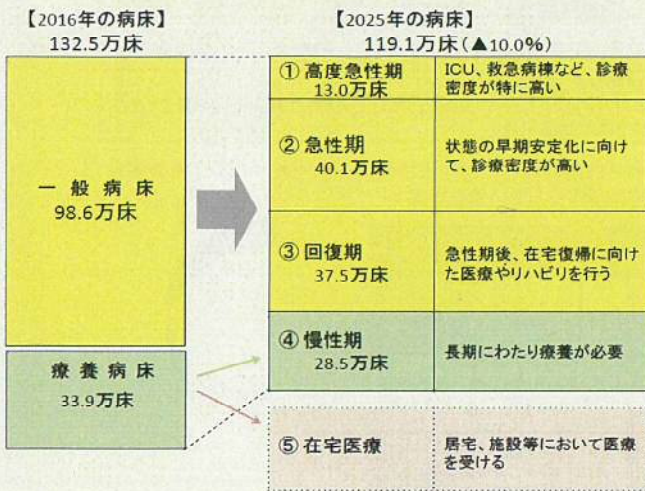 【2016年の病床】
132.5万床
【2025年の病床】
119.1万床(▲10.0%)
一般病床
98.6万床
療養病床
33.9万床
① 高度急性期
13.0万床
ICU、救急病棟など、診療
密度が特に高い
② 急性期
40.1万床
状態の早期安定化に向け
て、診療密度が高い
③ 回復期
37.5万床
急性期後、在宅復帰に向け
た医療やリハビリを行う
④ 慢性期
28.5万床
長期にわたり療養が必要
⑤ 在宅医療
居宅、施設等において医療
を受ける